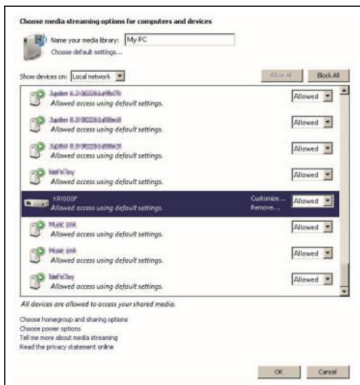 Choose media streaming options for computers and devices
Name your media library: My PC
Choose default settings...
Show devices on: Local network Allow All Block All
Allowed access using default settings. Allowed
Allowed access using default settings. Allowed
Allowed access using default settings. Allowed
Allowed access using default settings. Allowed
Customize...
Allowed access using default settings. Remove... Allowed
Allowed access using default settings. Allowed
Allowed access using default settings. Allowed
Allowed access using default settings. Allowed
All devices are allowed to access your shared media.
Choose homegroup and sharing options
Choose power options
Tell me more about media streaming
Read the privacy statement online
OK Cancel